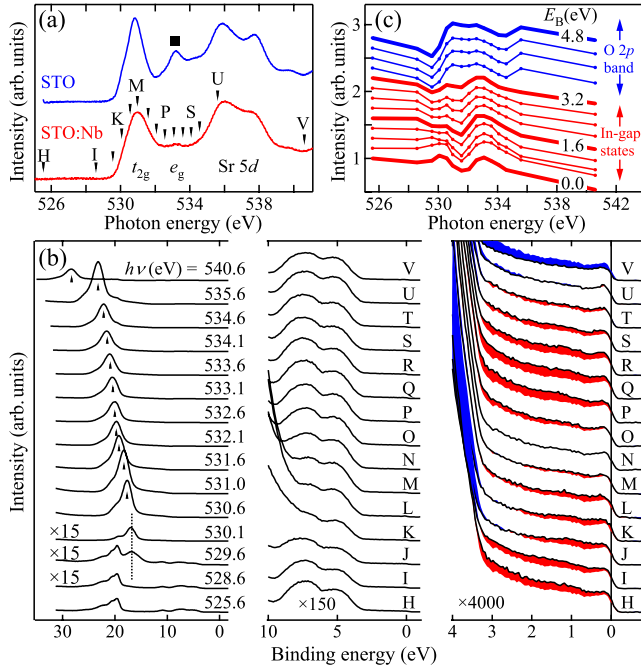 (a)
Intensity (arb. units)
STO
STO:Nb
H
I
K
M
P
S
U
V
t2g
eg
Sr 5d
526
530
534
538
Photon energy (eV)
(c)
Intensity (arb. units)
EB(eV)
4.8
3.2
1.6
0.0
O 2p
band
In-gap
states
3
2
1
526
530
534
538
542
Photon energy (eV)
(b)
Intensity (arb. units)
hν(eV) = 540.6
535.6
534.6
534.1
533.6
533.1
532.6
532.1
531.6
531.0
530.6
×15 530.1
×15 529.6
×15 528.6
525.6
30
20
10
0
V
U
T
S
R
Q
P
O
N
M
L
K
J
I
H
×150
10
5
0
V
U
T
S
R
Q
P
O
N
M
L
K
J
I
H
×4000
4
3
2
1
0
Binding energy (eV)